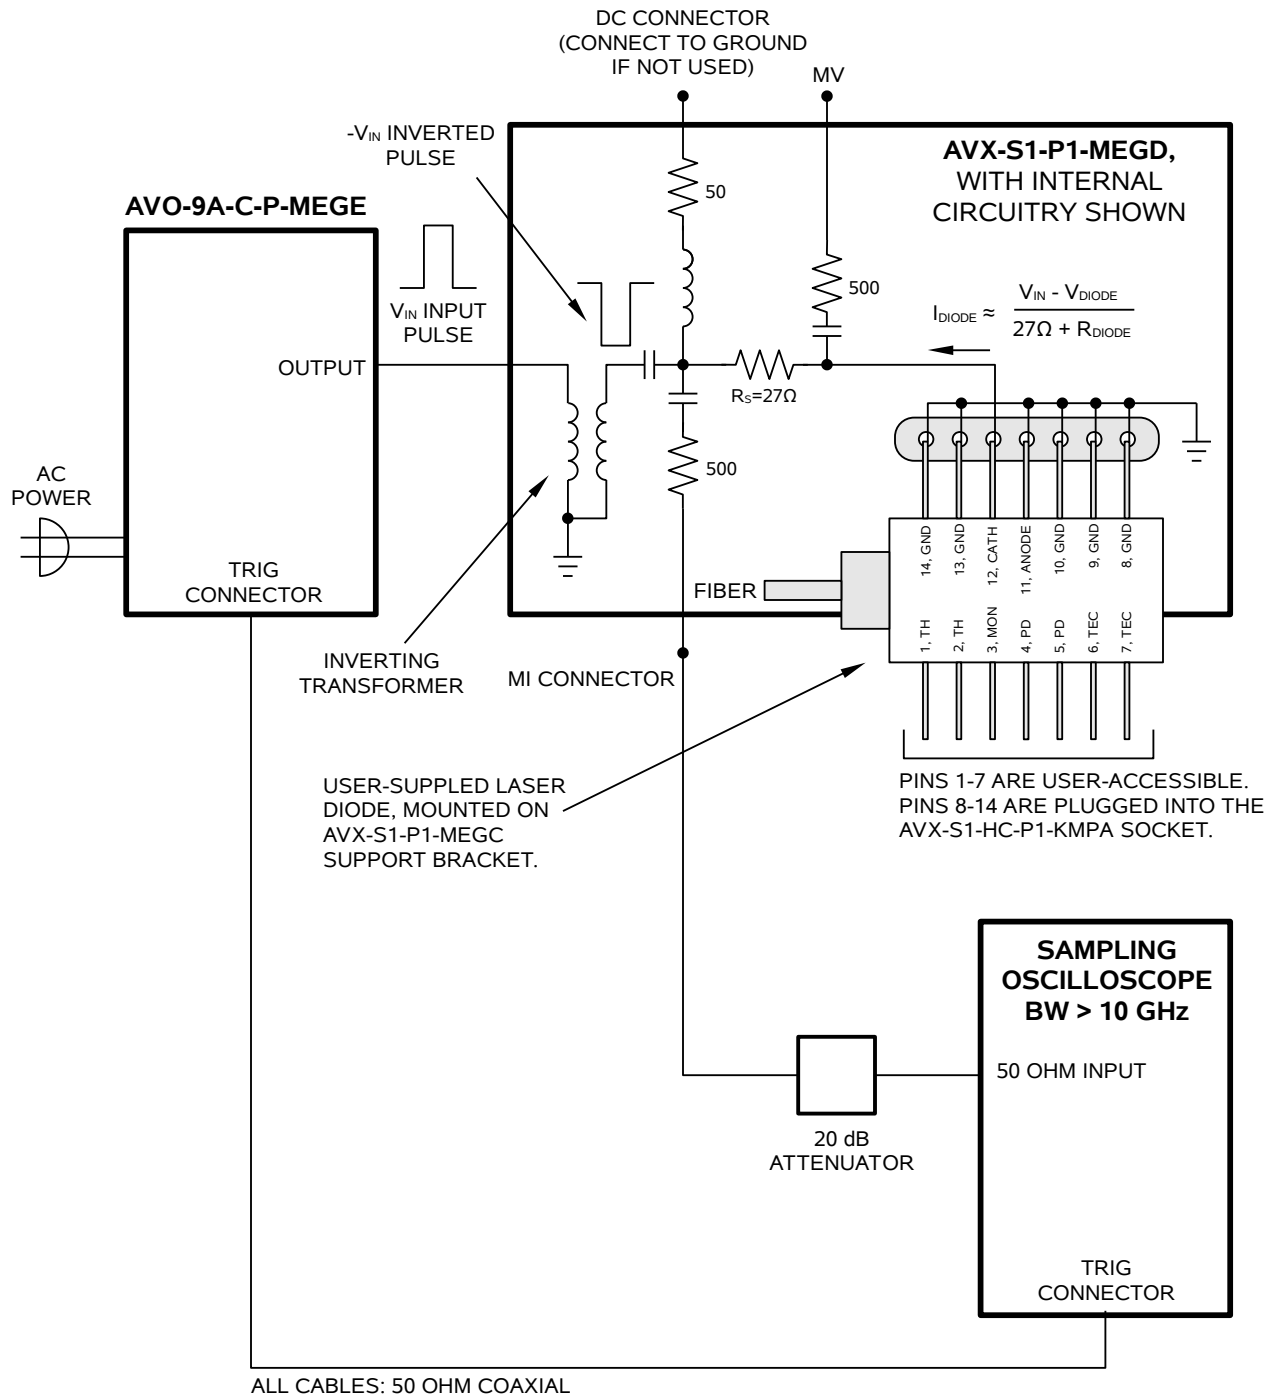 DC CONNECTOR
(CONNECT TO GROUND
IF NOT USED)
MV
-VIN INVERTED
PULSE
AVX-S1-P1-MEGD,
WITH INTERNAL
CIRCUITRY SHOWN
50
AVO-9A-C-P-MEGE
VIN INPUT
PULSE
500
IDIODE ≈ VIN - VDIODE
27Ω + RDIODE
OUTPUT
RS=27Ω
500
AC
POWER
14, GND
13, GND
12, CATH
11, ANODE
10, GND
9, GND
8, GND
TRIG
CONNECTOR
FIBER
1, TH
2, TH
3, MON
4, PD
5, PD
6, TEC
7, TEC
INVERTING
TRANSFORMER
MI CONNECTOR
USER-SUPPLED LASER
DIODE, MOUNTED ON
AVX-S1-P1-MEGC
SUPPORT BRACKET.
PINS 1-7 ARE USER-ACCESSIBLE.
PINS 8-14 ARE PLUGGED INTO THE
AVX-S1-HC-P1-KMPA SOCKET.
SAMPLING
OSCILLOSCOPE
BW > 10 GHz
50 OHM INPUT
20 dB
ATTENUATOR
TRIG
CONNECTOR
ALL CABLES: 50 OHM COAXIAL